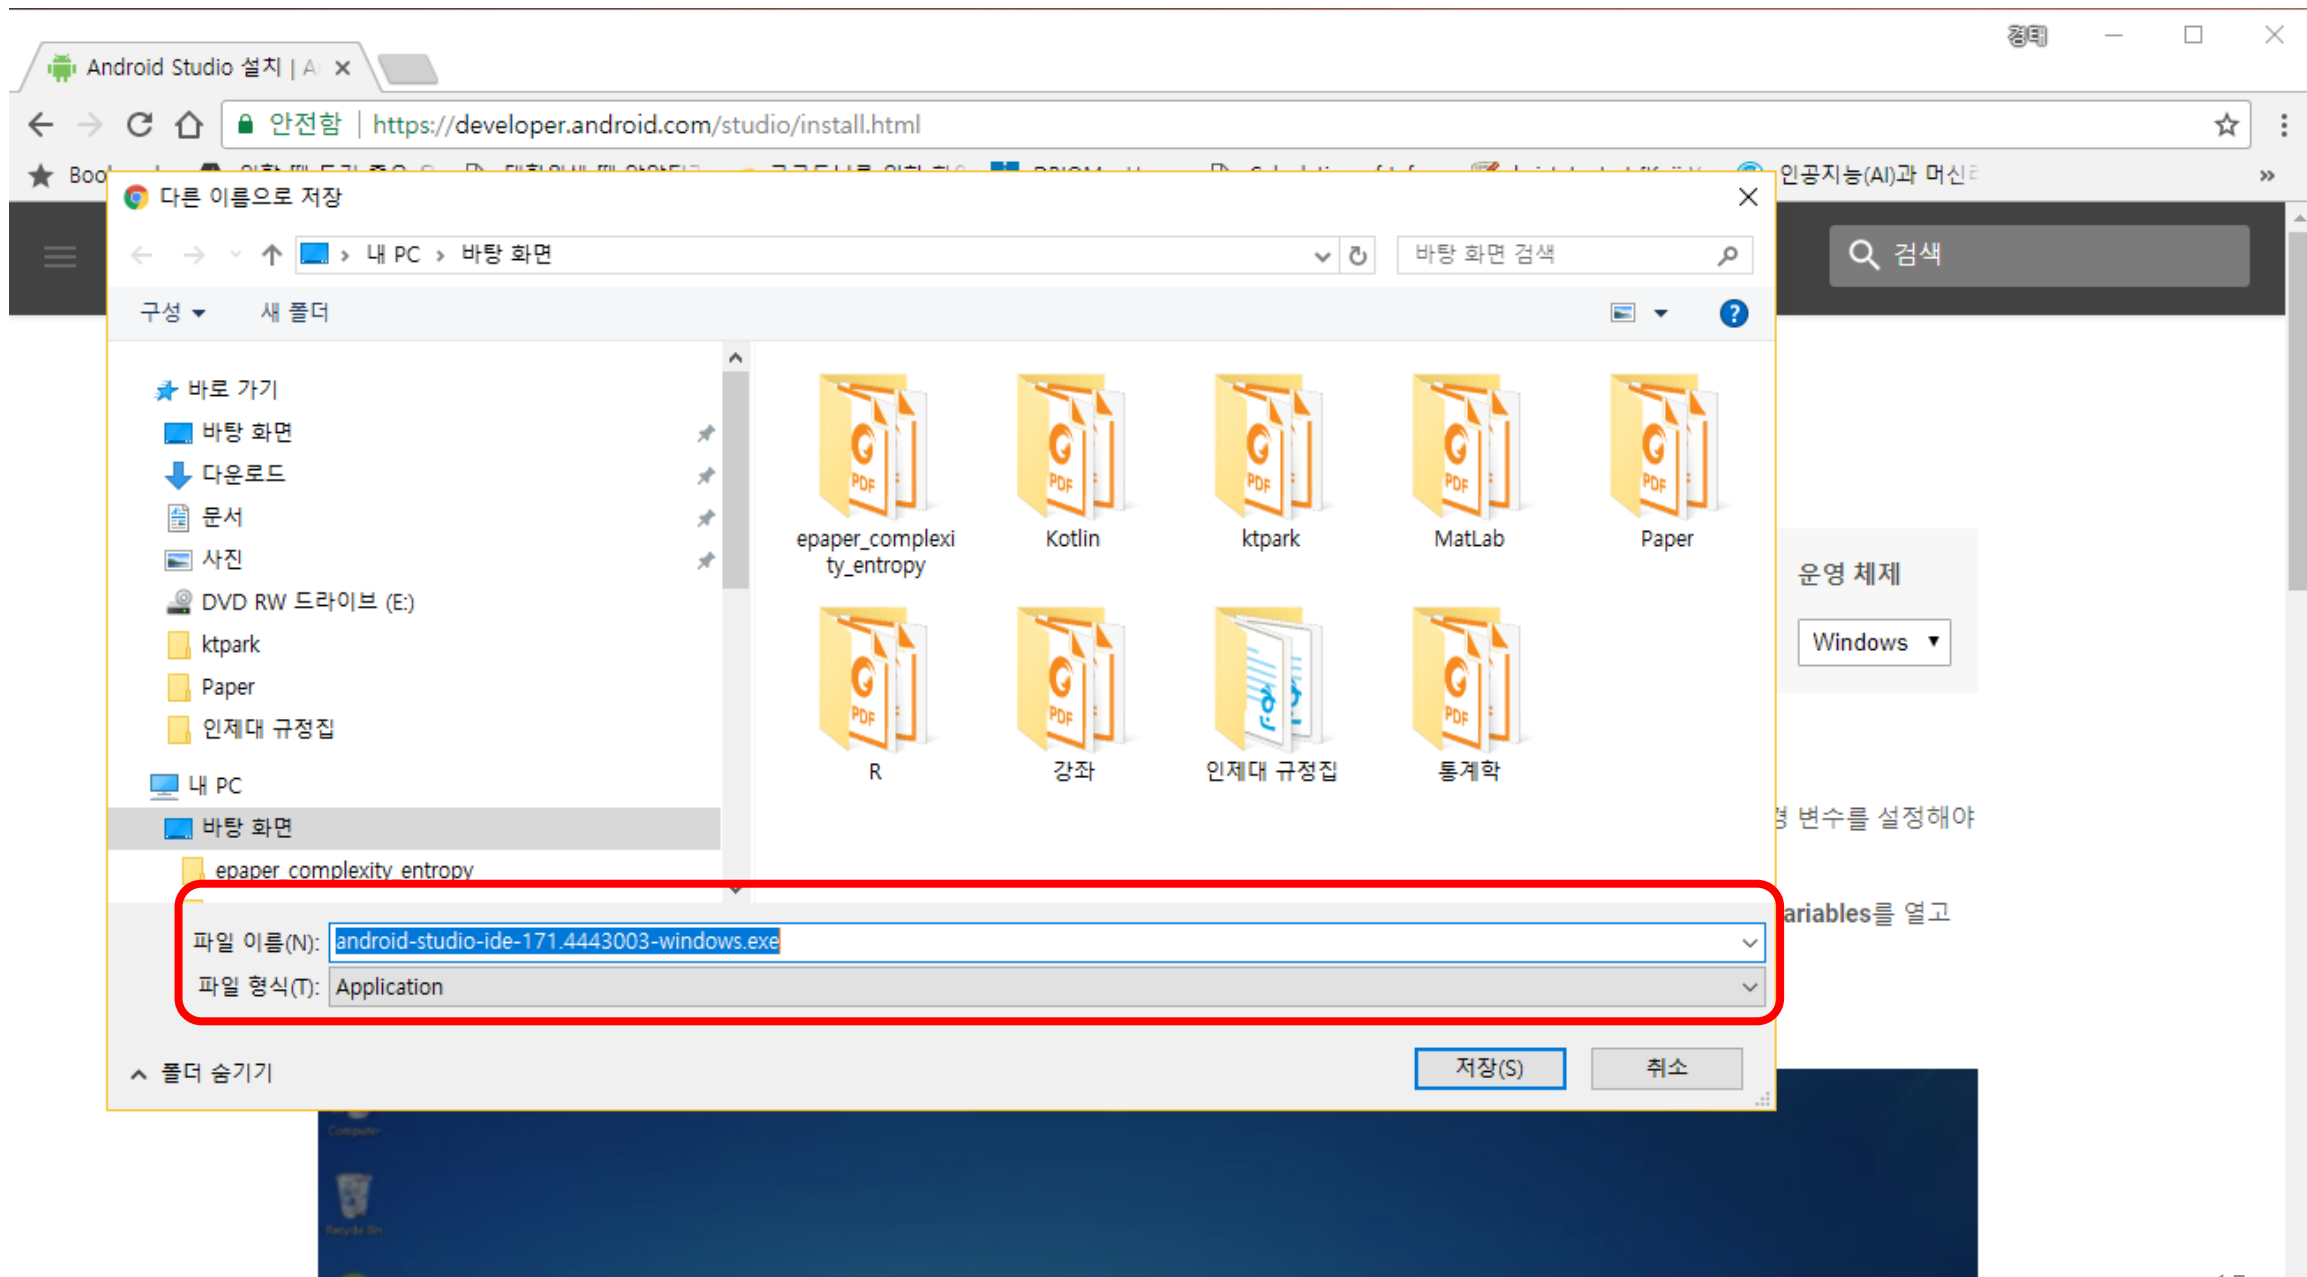 경태
Android Studio 설치 | A
안전함 | https://developer.android.com/studio/install.html
인공지능(AI)과 머신
»
다른 이름으로 저장
내 PC › 바탕 화면
바탕 화면 검색
검색
구성
새 폴더
바로 가기
바탕 화면
다운로드
문서
사진
DVD RW 드라이브 (E:)
ktpark
Paper
인제대 규정집
내 PC
바탕 화면
epaper_complexity_entropy
epaper_complexi
ty_entropy
Kotlin
ktpark
MatLab
Paper
R
강좌
인제대 규정집
통계학
운영 체제
Windows
변수를 설정해야
ariables를 열고
파일 이름(N): android-studio-ide-171.4443003-windows.exe
파일 형식(T): Application
폴더 숨기기
저장(S)
취소
Computer
Recycle Bin